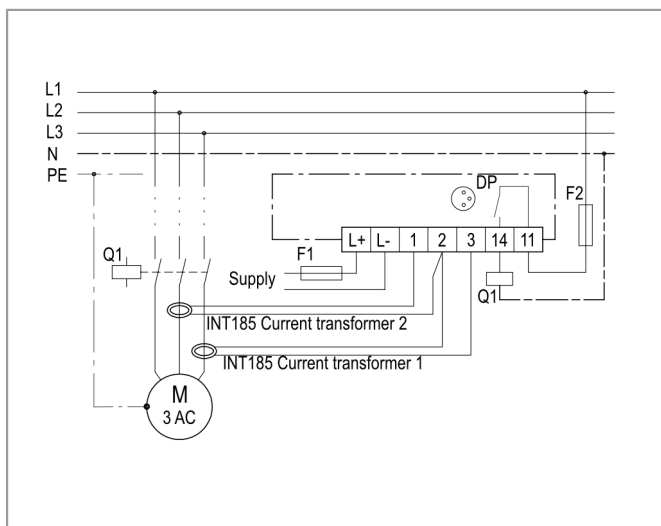 L1
L2
L3
N
PE
DP
F2
L+ L- 1 2 3 14 11
Q1
F1
Supply
Q1
INT185 Current transformer 2
INT185 Current transformer 1
M
3 AC